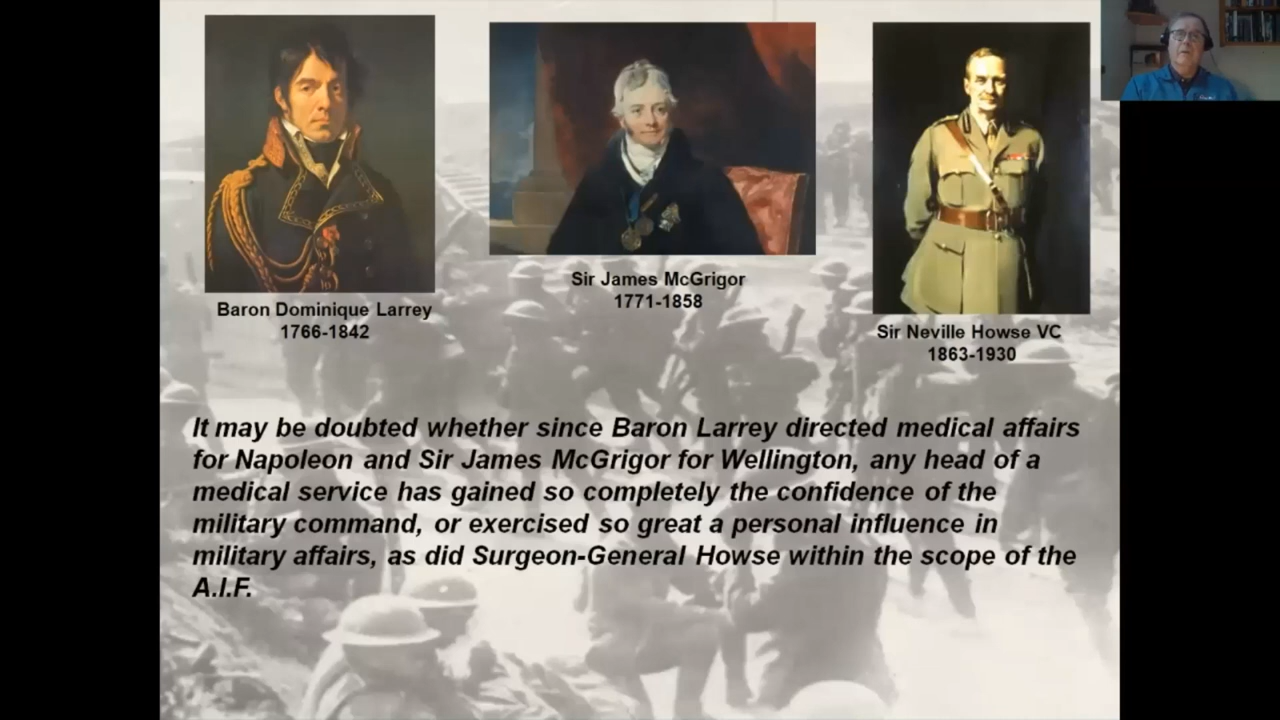 Baron Dominique Larrey
1766-1842
Sir James McGrigor
1771-1858
Sir Neville Howse VC
1863-1930
It may be doubted whether since Baron Larrey directed medical affairs
for Napoleon and Sir James McGrigor for Wellington, any head of a
medical service has gained so completely the confidence of the
military command, or exercised so great a personal influence in
military affairs, as did Surgeon-General Howse within the scope of the
A.I.F.